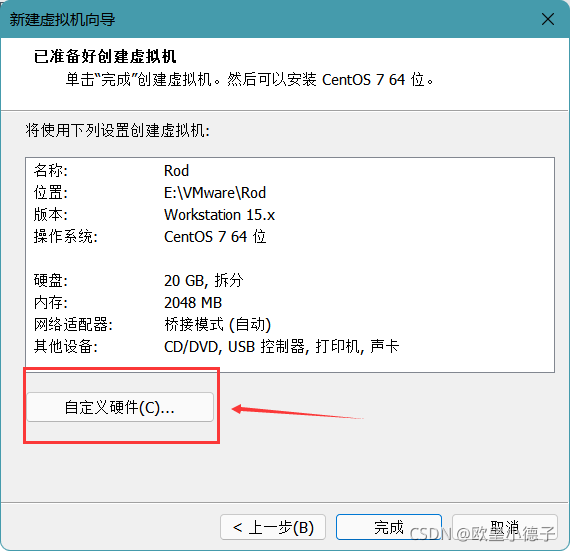 新建虚拟机向导
已准备好创建虚拟机
单击“完成”创建虚拟机。然后可以安装 CentOS 7 64 位。
将使用下列设置创建虚拟机:
名称: Rod
位置: E:\VMware\Rod
版本: Workstation 15.x
操作系统: CentOS 7 64 位
硬盘: 20 GB, 拆分
内存: 2048 MB
网络适配器: 桥接模式 (自动)
其他设备: CD/DVD, USB 控制器, 打印机, 声卡
自定义硬件(C)...
< 上一步(B) 完成 取消
CSDN @欧皇小德子